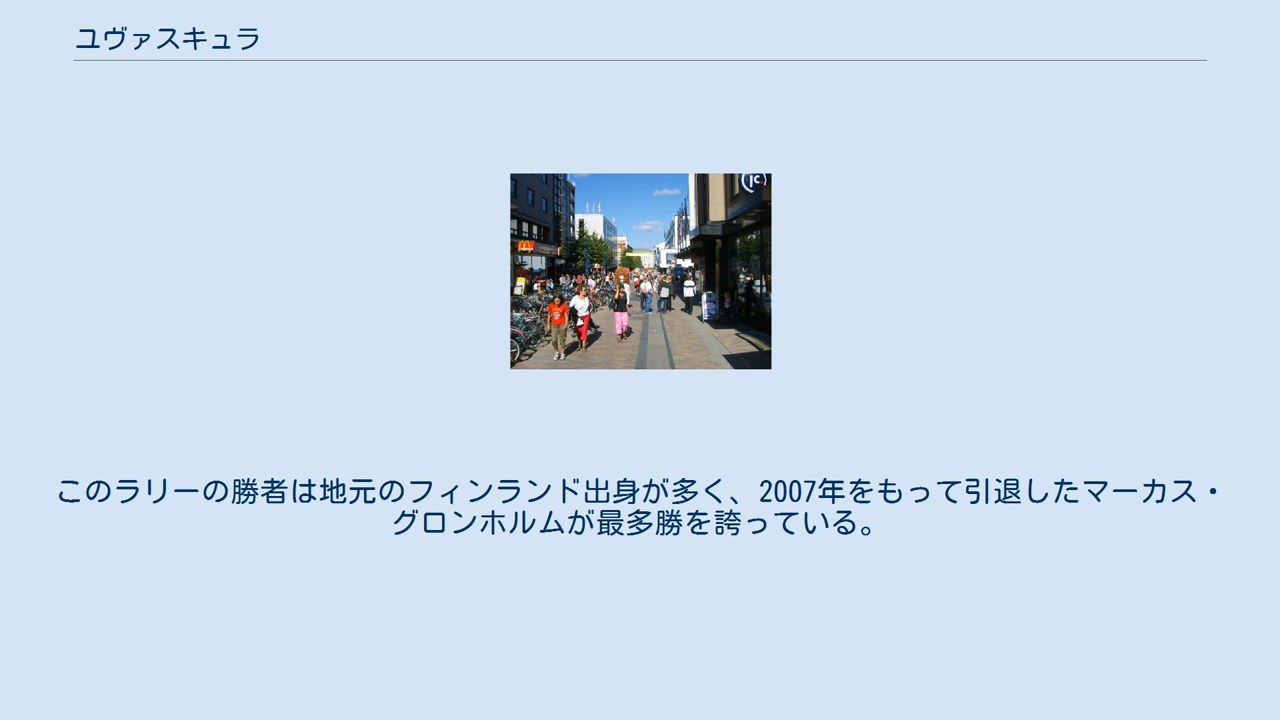 ユヴァスキュラ
このラリーの勝者は地元のフィンランド出身が多く、2007年をもって引退したマーカス・
グロンホルムが最多勝を誇っている。